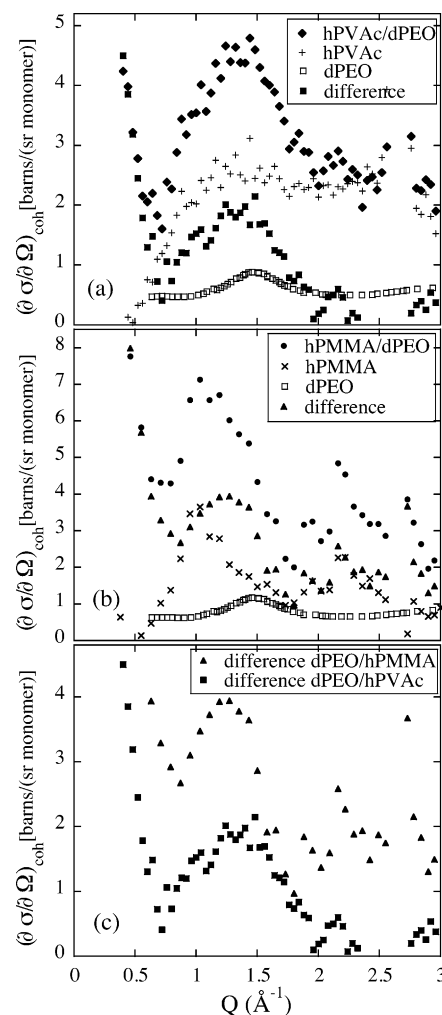 5
4
3
2
1
0
(∂ σ/∂ Ω)coh [barns/(sr monomer)]
hPVAc/dPEO
hPVAc
dPEO
difference
(a)
8
7
6
5
4
3
2
1
0
(∂ σ/∂ Ω)coh [barns/(sr monomer)]
hPMMA/dPEO
hPMMA
dPEO
difference
(b)
4
3
2
1
0
(∂ σ/∂ Ω)coh [barns/(sr monomer)]
difference dPEO/hPMMA
difference dPEO/hPVAc
(c)
0 0.5 1 1.5 2 2.5 3
Q (Å-1)